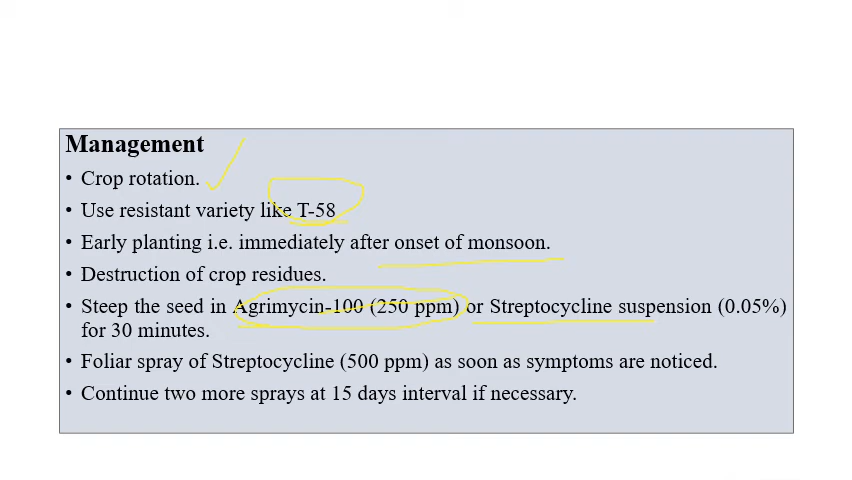 Management
• Crop rotation.
• Use resistant variety like T-58
• Early planting i.e. immediately after onset of monsoon.
• Destruction of crop residues.
• Steep the seed in Agrimycin-100 (250 ppm) or Streptocycline suspension (0.05%)
for 30 minutes.
• Foliar spray of Streptocycline (500 ppm) as soon as symptoms are noticed.
• Continue two more sprays at 15 days interval if necessary.